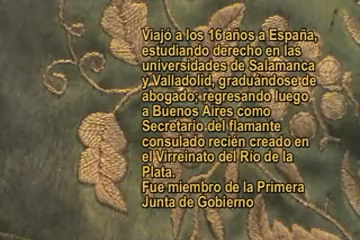 Viajó a los 16 años a España,
estudiando derecho en las
universidades de Salamanca
y Valladolid, graduándose de
abogado; regresando luego
a Buenos Aires como
Secretario del flamante
consulado recién creado en
el Virreinato del Río de la
Plata.
Fue miembro de la Primera
Junta de Gobierno